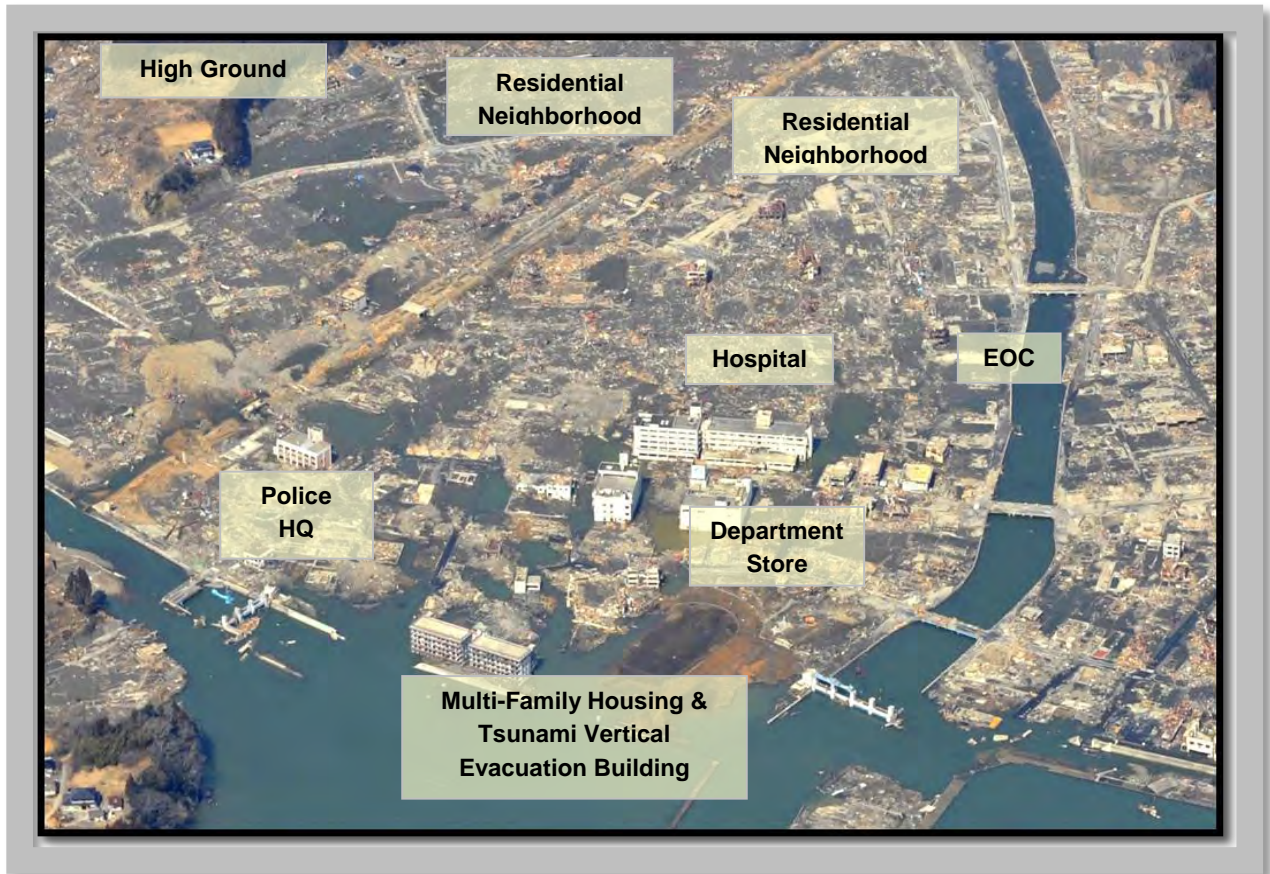 High Ground
Residential
Neighborhood
Residential
Neighborhood
Hospital
EOC
Police
HQ
Department
Store
Multi-Family Housing &
Tsunami Vertical
Evacuation Building